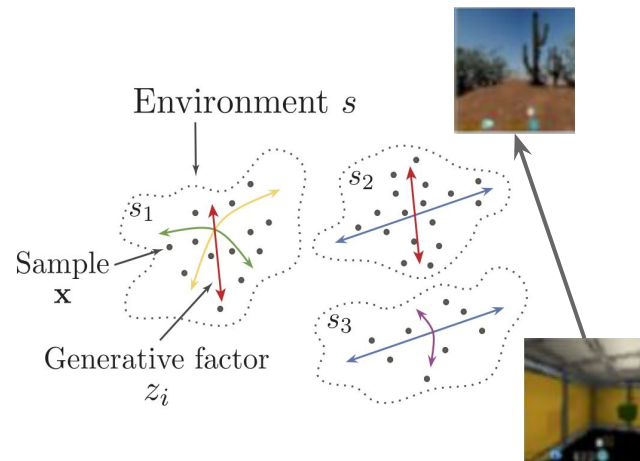 Environment s
s₁
s₂
Sample
x
s₃
Generative factor
zᵢ